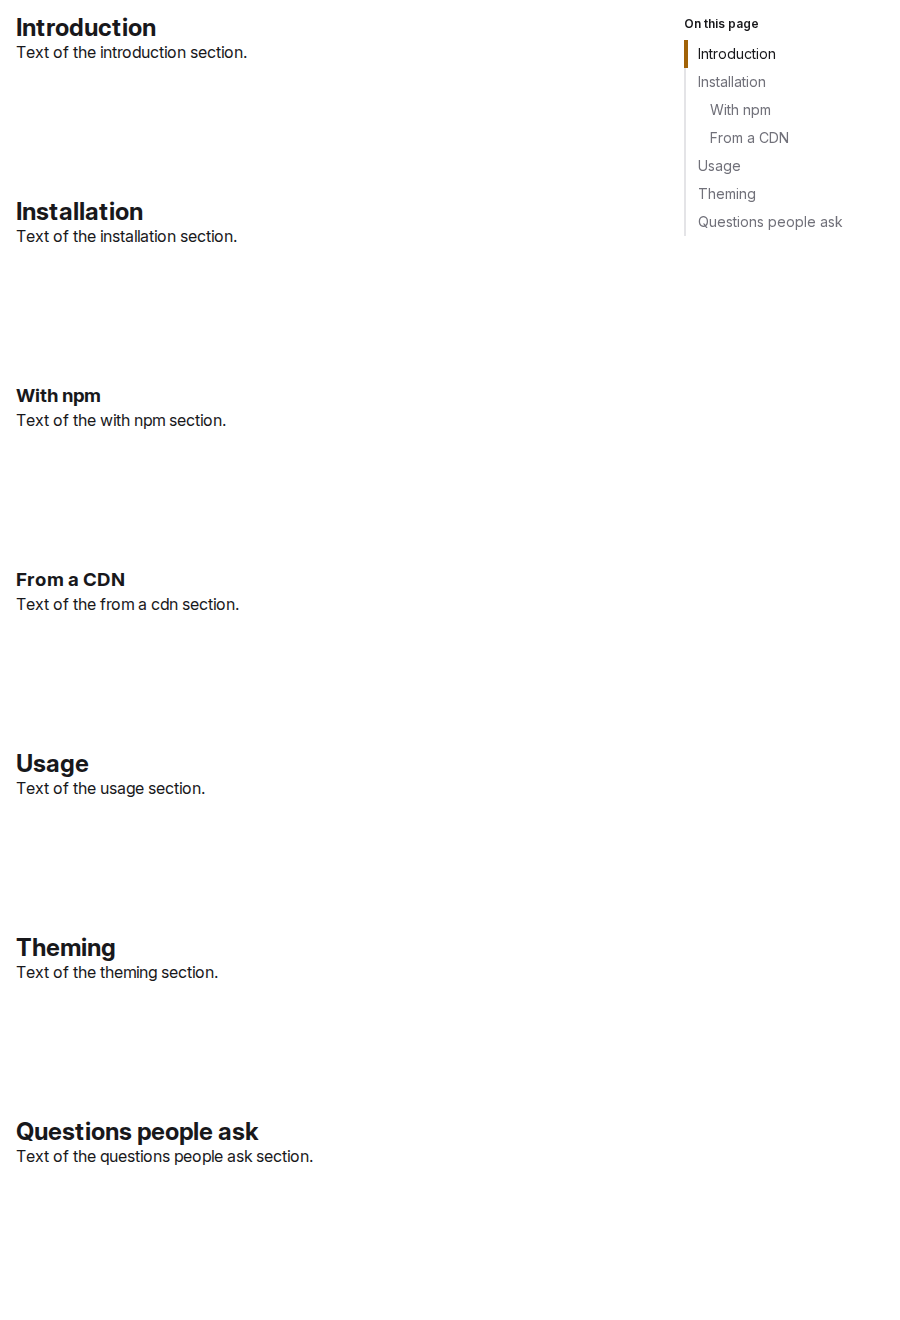 Introduction
Text of the introduction section.
Installation
Text of the installation section.
With npm
Text of the with npm section.
From a CDN
Text of the from a cdn section.
Usage
Text of the usage section.
Theming
Text of the theming section.
Questions people ask
Text of the questions people ask section.
On this page
Introduction
Installation
With npm
From a CDN
Usage
Theming
Questions people ask